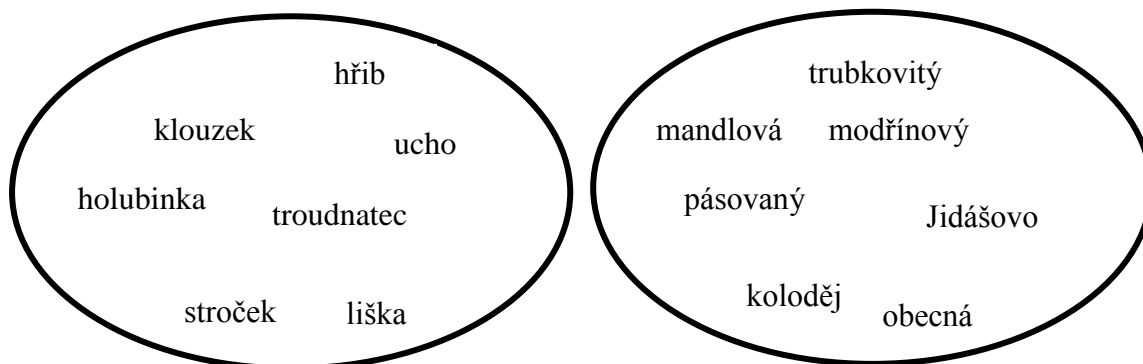 hřib
klouzek
ucho
holubinka
troudnatec
stroček
liška
trubkovitý
mandlová
modřínový
pásovaný
Jidášovo
koloděj
obecná